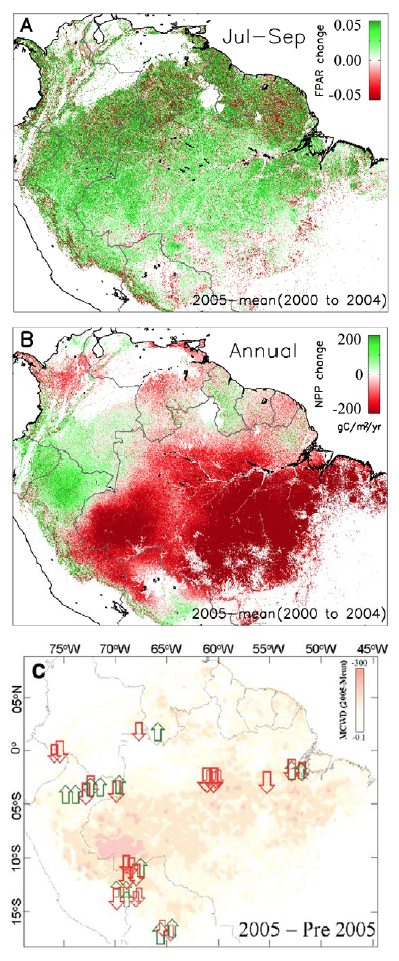 A
Jul-Sep
0.05
0.00
-0.05
FPAR change
2005-mean(2000 to 2004)
B
Annual
200
0
-200
NPP change
gC/m²/yr
2005-mean(2000 to 2004)
75°W 70°W 65°W 60°W 55°W 50°W 45°W
C
-300
-0.1
MCWD (2005-Mean)
05°N
0°
05°S
10°S
15°S
2005 - Pre 2005